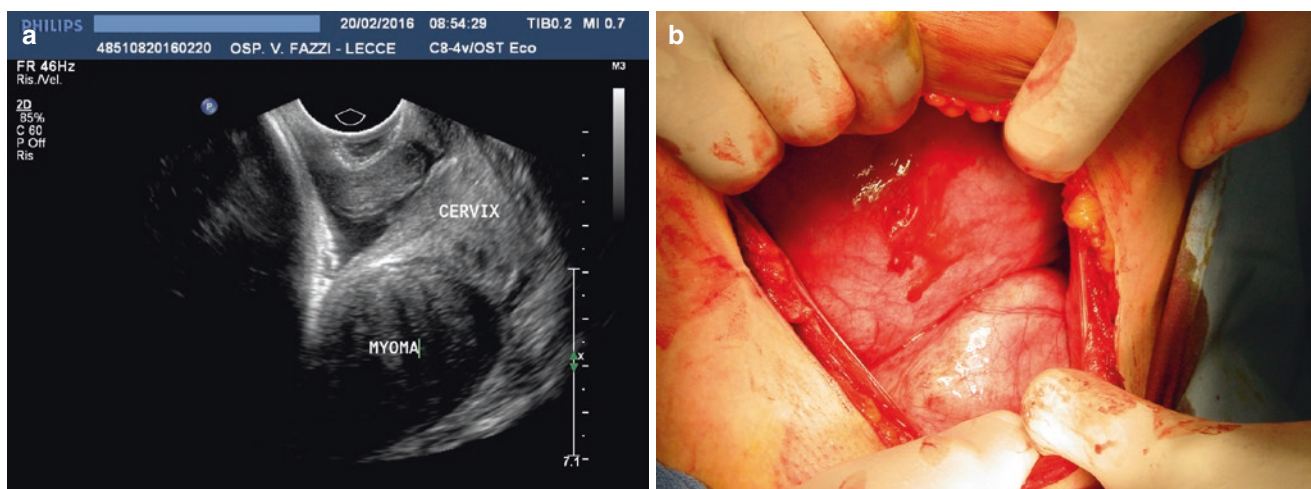 PHILIPS 20/02/2016 08:54:29 TIB0.2 MI 0.7
a
48510820160220 OSP. V. FAZZI - LECCE C8-4v/OST Eco
FR 46Hz
Ris./Vel.
M3
2D
85%
C 60
P Off
Ris
P
CERVIX
MYOMA
x
7.1
b